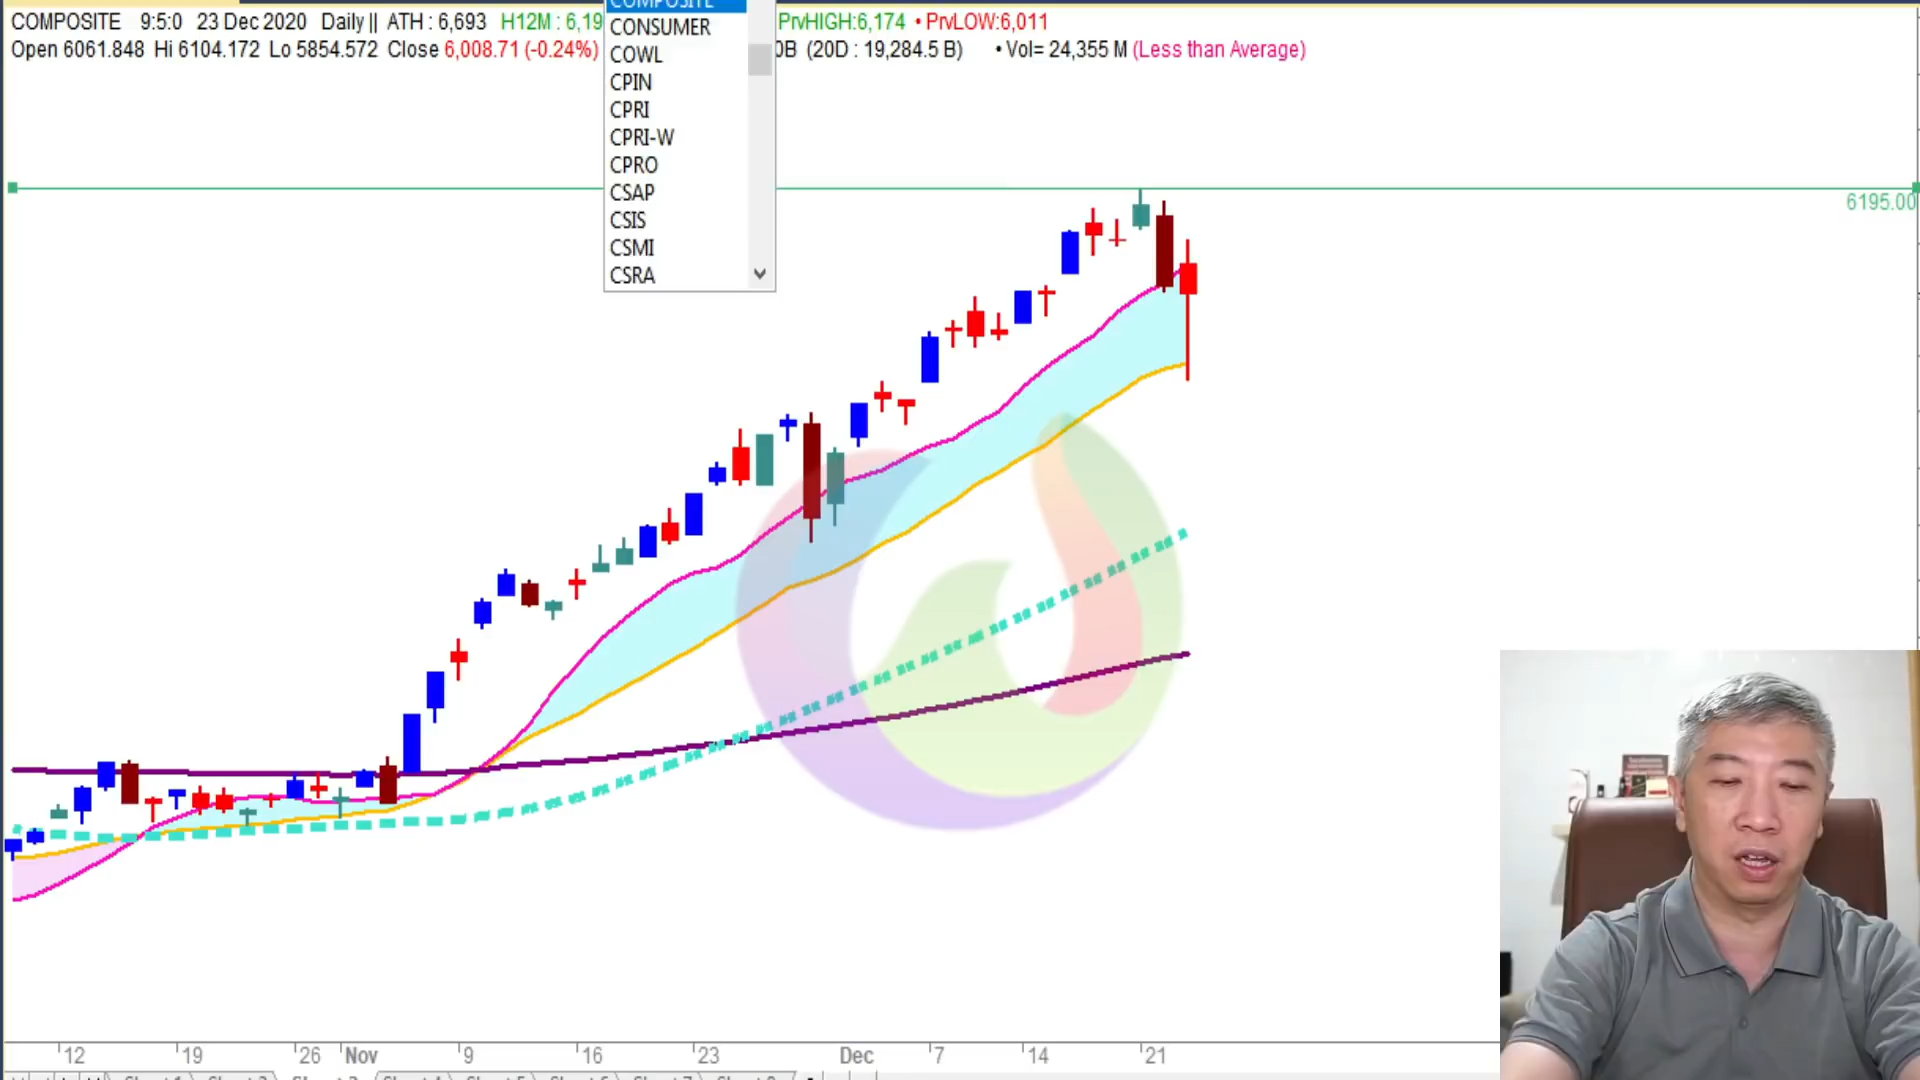 COMPOSITE 9:5:0 23 Dec 2020 Daily || ATH : 6,693 H12M : 6,19 PrvHIGH:6,174 • PrvLOW:6,011
Open 6061.848 Hi 6104.172 Lo 5854.572 Close 6,008.71 (-0.24%) 0B (20D : 19,284.5 B) • Vol= 24,355 M (Less than Average)
COMPOSITE
CONSUMER
COWL
CPIN
CPRI
CPRI-W
CPRO
CSAP
CSIS
CSMI
CSRA
6195.00
12 19 26 Nov 9 16 23 Dec 7 14 21